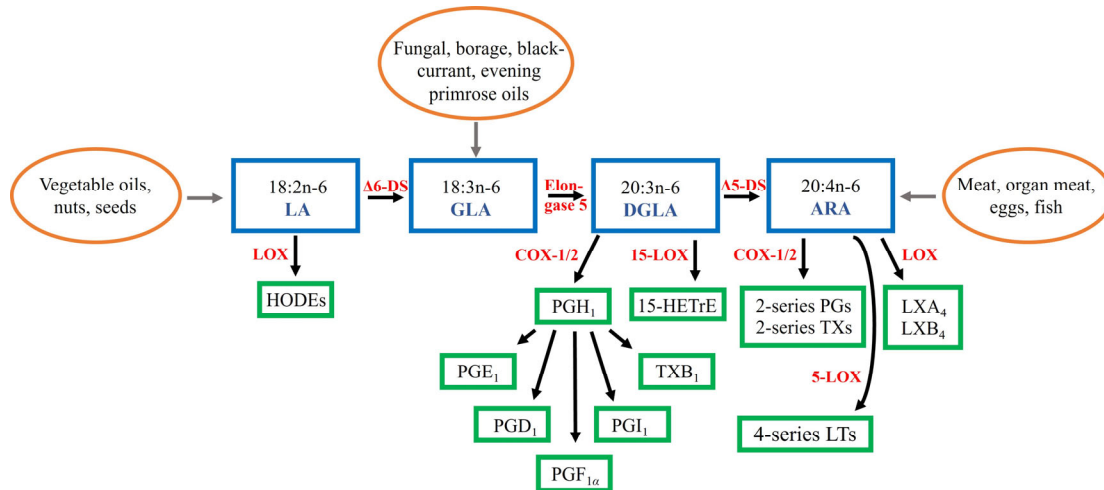 Fungal, borage, black-
currant, evening
primrose oils
Vegetable oils,
nuts, seeds
18:2n-6
LA
Δ6-DS
18:3n-6
GLA
Elon-
gase 5
20:3n-6
DGLA
Δ5-DS
20:4n-6
ARA
Meat, organ meat,
eggs, fish
LOX
COX-1/2
15-LOX
COX-1/2
LOX
HODEs
PGH₁
15-HETrE
2-series PGs
2-series TXs
LXA₄
LXB₄
PGE₁
TXB₁
5-LOX
PGD₁
PGI₁
4-series LTs
PGF₁α